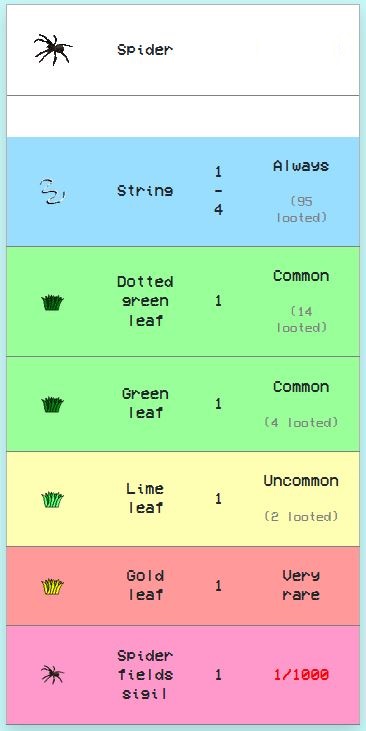 Spider
String
1
-
4
Always
(95
looted)
Dotted
green
leaf
1
Common
(14
looted)
Green
leaf
1
Common
(4 looted)
Lime
leaf
1
Uncommon
(2 looted)
Gold
leaf
1
Very
rare
Spider
fields
sigil
1
1/1000